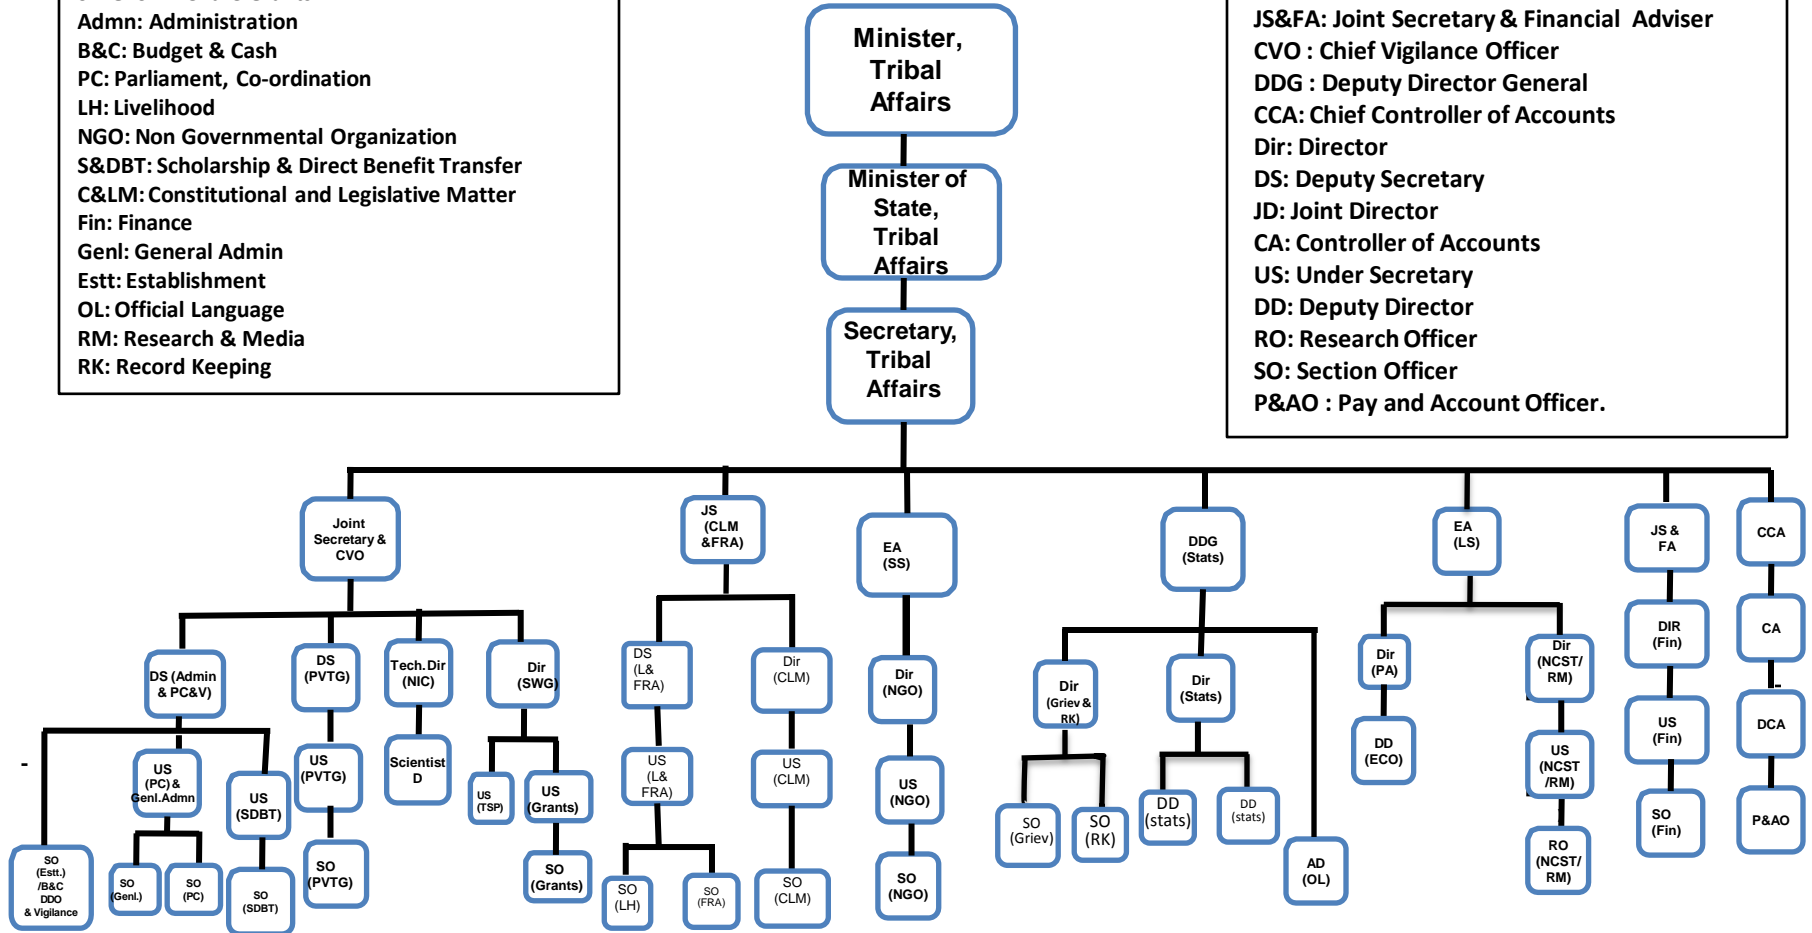 Admn: Administration
B&C: Budget & Cash
PC: Parliament, Co-ordination
LH: Livelihood
NGO: Non Governmental Organization
S&DBT: Scholarship & Direct Benefit Transfer
C&LM: Constitutional and Legislative Matter
Fin: Finance
Genl: General Admin
Estt: Establishment
OL: Official Language
RM: Research & Media
RK: Record Keeping
Minister,
Tribal
Affairs
Minister of
State,
Tribal
Affairs
Secretary,
Tribal
Affairs
JS&FA: Joint Secretary & Financial Adviser
CVO : Chief Vigilance Officer
DDG : Deputy Director General
CCA: Chief Controller of Accounts
Dir: Director
DS: Deputy Secretary
JD: Joint Director
CA: Controller of Accounts
US: Under Secretary
DD: Deputy Director
RO: Research Officer
SO: Section Officer
P&AO : Pay and Account Officer.
Joint
Secretary &
CVO
JS
(CLM
&FRA)
EA
(SS)
DDG
(Stats)
EA
(LS)
JS &
FA
CCA
DS (Admin
& PC&V)
DS
(PVTG)
Tech.Dir
(NIC)
Dir
(SWG)
DS
(L&
FRA)
Dir
(CLM)
Dir
(NGO)
Dir
(Griev &
RK)
Dir
(Stats)
Dir
(PA)
Dir
(NCST/
RM)
DIR
(Fin)
CA
US
(PC) &
Genl.Admn
US
(SDBT)
US
(PVTG)
Scientist
D
US
(TSP)
US
(Grants)
US
(L&
FRA)
US
(CLM)
US
(NGO)
DD
(ECO)
US
(NCST
/RM)
US
(Fin)
DCA
SO
(Estt.)
/B&C
DDO
& Vigilance
SO
(Genl.)
SO
(PC)
SO
(SDBT)
SO
(PVTG)
SO
(Grants)
SO
(LH)
SO
(FRA)
SO
(CLM)
SO
(NGO)
SO
(Griev)
SO
(RK)
DD
(stats)
DD
(stats)
AD
(OL)
RO
(NCST/
RM)
SO
(Fin)
P&AO